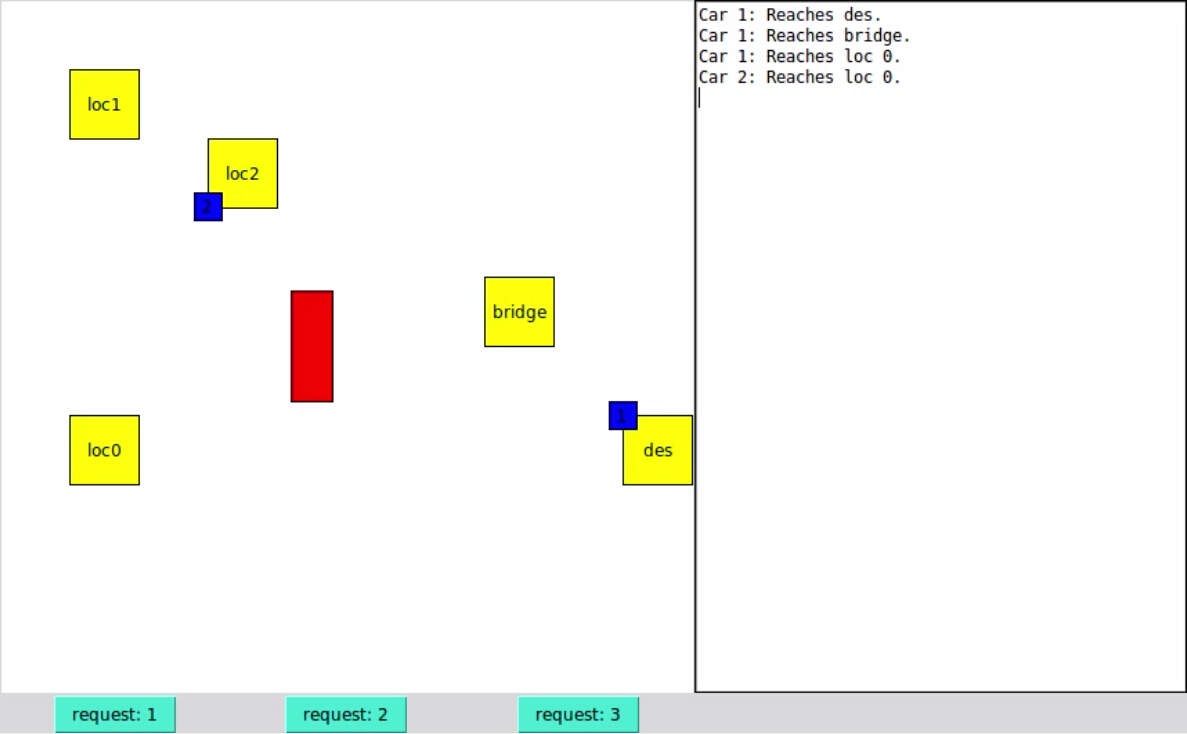 Car 1: Reaches des.
Car 1: Reaches bridge.
Car 1: Reaches loc 0.
Car 2: Reaches loc 0.
loc1
loc2
2
bridge
1
loc0
des
request: 1
request: 2
request: 3